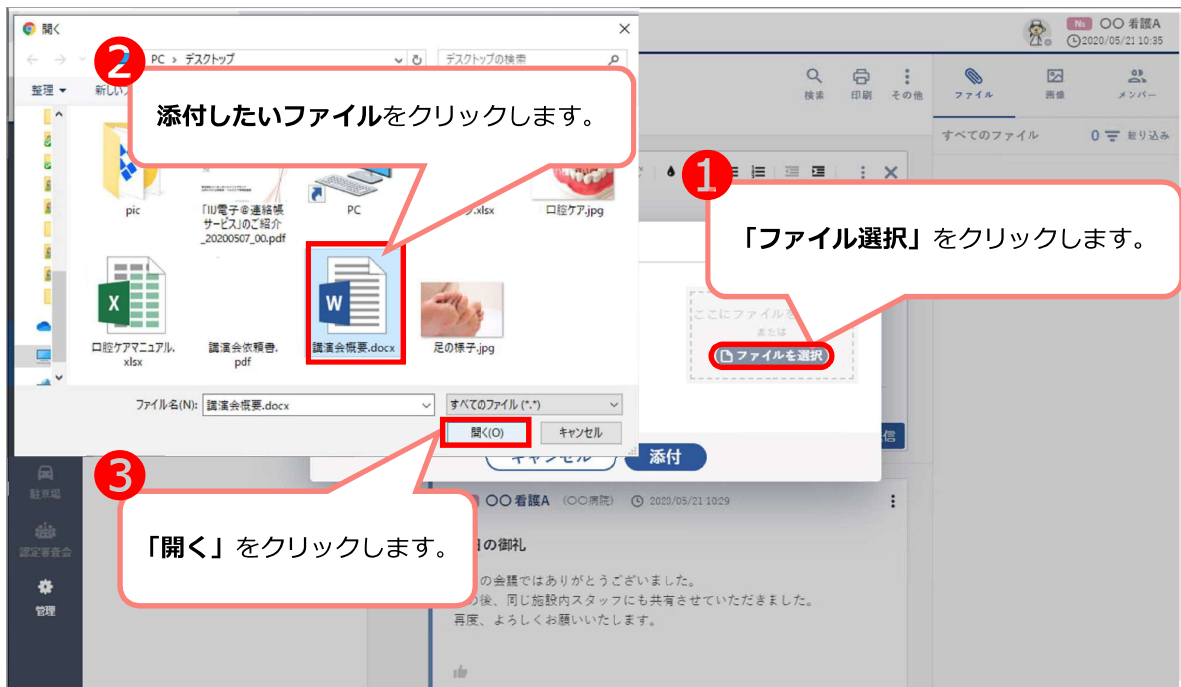 開く
PC › デスクトップ
デスクトップの検索
整理
2
添付したいファイルをクリックします。
pic
「IU電子@連絡帳
サービス」のご紹介
_20200507_00.pdf
PC
.xlsx
口腔ケア.jpg
口腔ケアマニュアル.
xlsx
講演会依頼書.
pdf
講演会概要.docx
足の様子.jpg
ファイル名(N):
講演会概要.docx
すべてのファイル (*.*)
開く(O)
キャンセル
3
「開く」をクリックします。
Ns
〇〇 看護A
2020/05/21 10:35
検索
印刷
その他
ファイル
画像
メンバー
すべてのファイル
0
絞り込み
1
「ファイル選択」をクリックします。
ここにファイルを
または
ファイルを選択
信
キャンセル
添付
駐車場
認定審査会
管理
〇〇 看護A
(〇〇病院)
2020/05/21 10:29
の御礼
の会議ではありがとうございました。
後、同じ施設内スタッフにも共有させていただきました。
再度、よろしくお願いいたします。